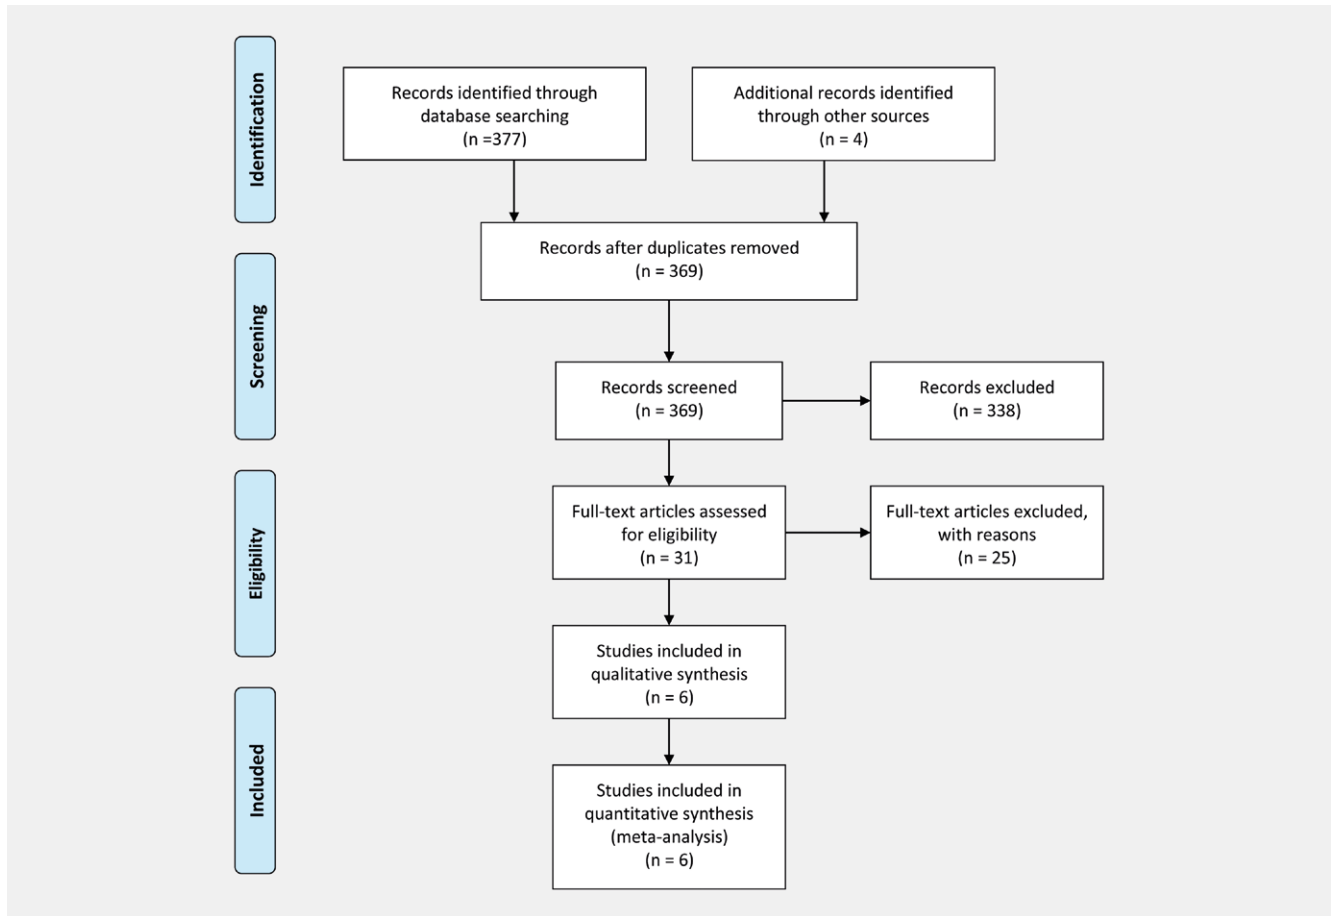 Identification
Records identified through
database searching
(n =377)
Additional records identified
through other sources
(n = 4)
Records after duplicates removed
(n = 369)
Screening
Records screened
(n = 369)
Records excluded
(n = 338)
Eligibility
Full-text articles assessed
for eligibility
(n = 31)
Full-text articles excluded,
with reasons
(n = 25)
Studies included in
qualitative synthesis
(n = 6)
Included
Studies included in
quantitative synthesis
(meta-analysis)
(n = 6)